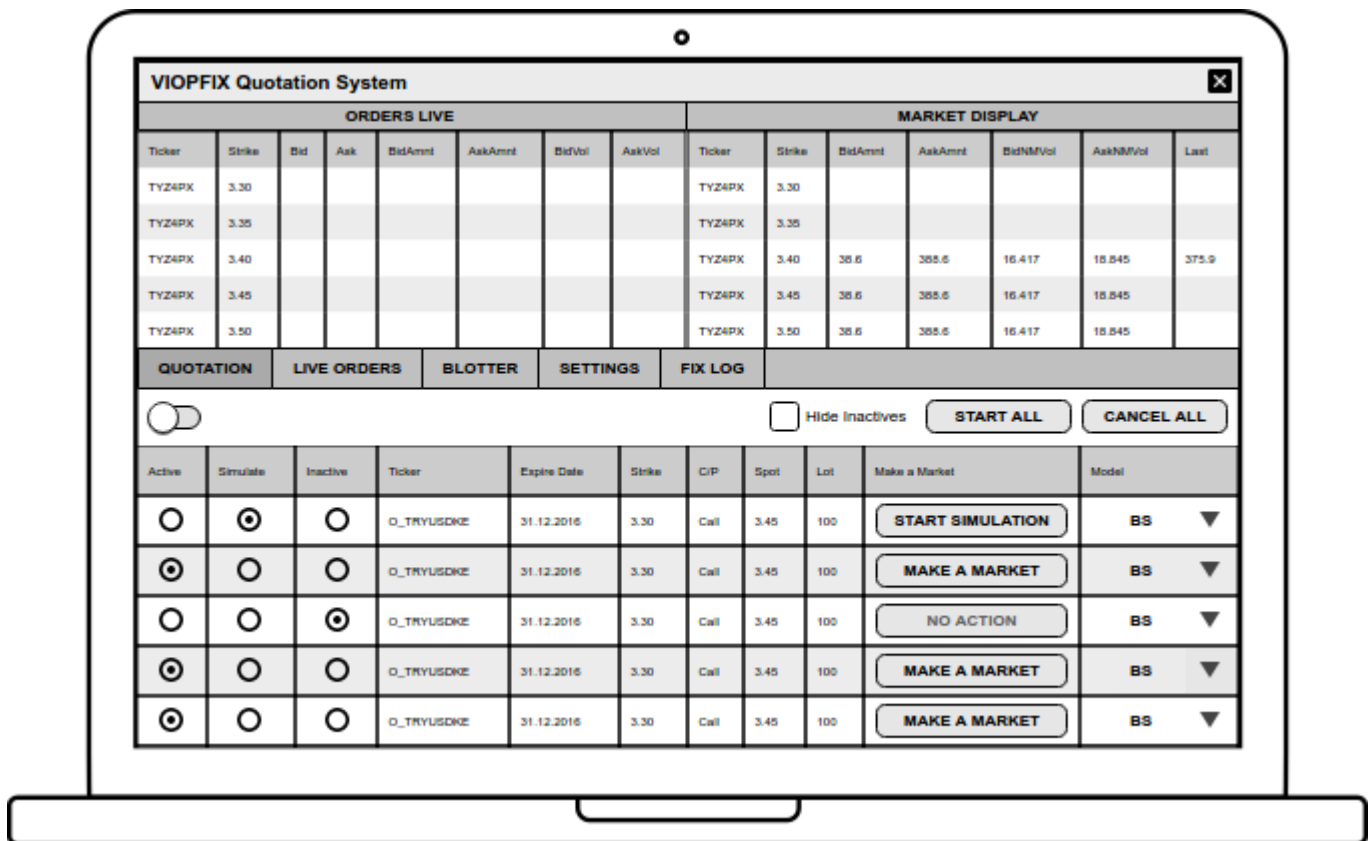 VIOPFIX Quotation System
ORDERS LIVE MARKET DISPLAY
Ticker Strike Bid Ask BidAmnt AskAmnt BidVol AskVol Ticker Strike BidAmnt AskAmnt BidNMVol AskNMVol Last
TYZ4PX 3.30 TYZ4PX 3.30
TYZ4PX 3.35 TYZ4PX 3.35
TYZ4PX 3.40 TYZ4PX 3.40 38.6 388.6 16.417 18.845 375.9
TYZ4PX 3.45 TYZ4PX 3.45 38.6 388.6 16.417 18.845
TYZ4PX 3.50 TYZ4PX 3.50 38.6 388.6 16.417 18.845
QUOTATION LIVE ORDERS BLOTTER SETTINGS FIX LOG
Hide Inactives START ALL CANCEL ALL
Active Simulate Inactive Ticker Expire Date Strike C/P Spot Lot Make a Market Model
O_TRYUSDKE 31.12.2016 3.30 Call 3.45 100 START SIMULATION BS
O_TRYUSDKE 31.12.2016 3.30 Call 3.45 100 MAKE A MARKET BS
O_TRYUSDKE 31.12.2016 3.30 Call 3.45 100 NO ACTION BS
O_TRYUSDKE 31.12.2016 3.30 Call 3.45 100 MAKE A MARKET BS
O_TRYUSDKE 31.12.2016 3.30 Call 3.45 100 MAKE A MARKET BS